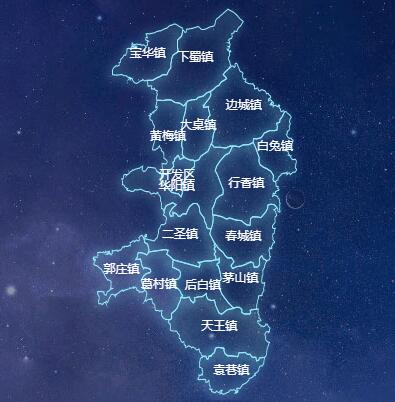 宝华镇
下蜀镇
边城镇
大桌镇
黄梅镇
白兔镇
开发区
华阳镇
行香镇
二圣镇
春城镇
郭庄镇
茅山镇
葛村镇
后白镇
天王镇
袁巷镇